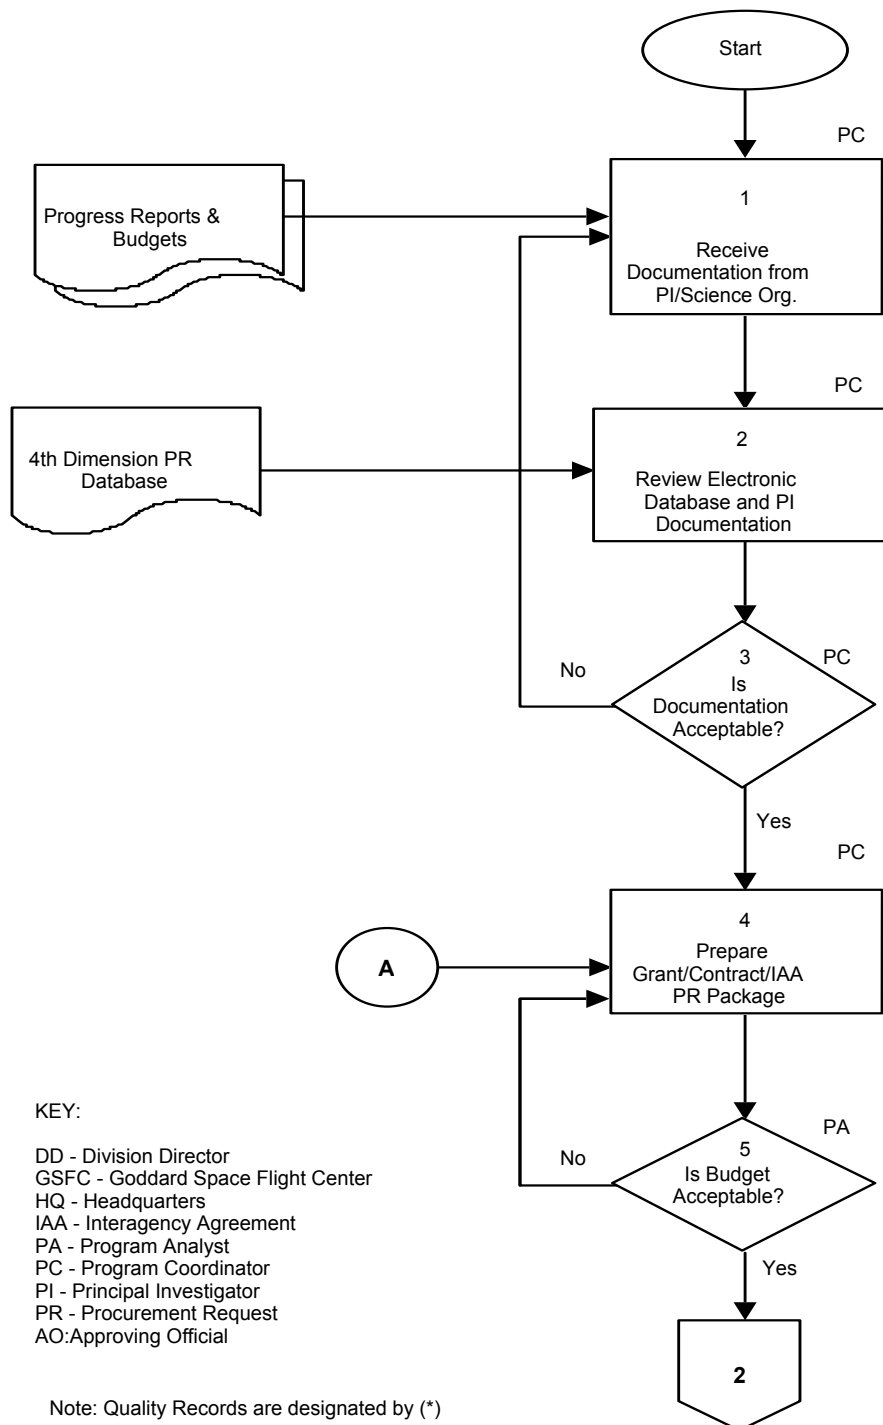 Start
PC
1
Receive
Documentation from
PI/Science Org.
Progress Reports &
Budgets
PC
2
Review Electronic
Database and PI
Documentation
4th Dimension PR
Database
3
PC
Is
Documentation
Acceptable?
No
Yes
PC
4
Prepare
Grant/Contract/IAA
PR Package
A
PA
5
Is Budget
Acceptable?
No
Yes
2
KEY:
DD - Division Director
GSFC - Goddard Space Flight Center
HQ - Headquarters
IAA - Interagency Agreement
PA - Program Analyst
PC - Program Coordinator
PI - Principal Investigator
PR - Procurement Request
AO:Approving Official
Note: Quality Records are designated by (*)